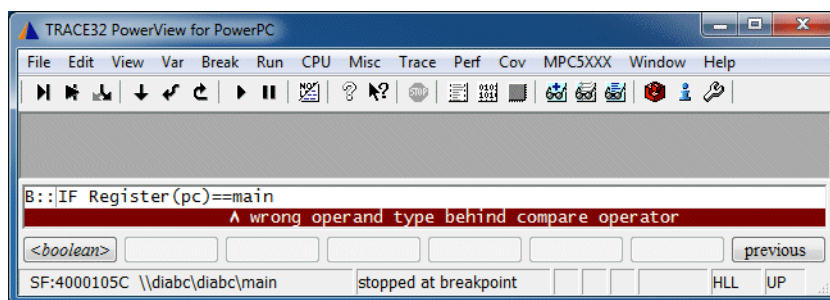 TRACE32 PowerView for PowerPC
File Edit View Var Break Run CPU Misc Trace Perf Cov MPC5XXX Window Help
B::IF Register(pc)==main
^ wrong operand type behind compare operator
<boolean> previous
SF:4000105C \\diabc\diabc\main stopped at breakpoint HLL UP